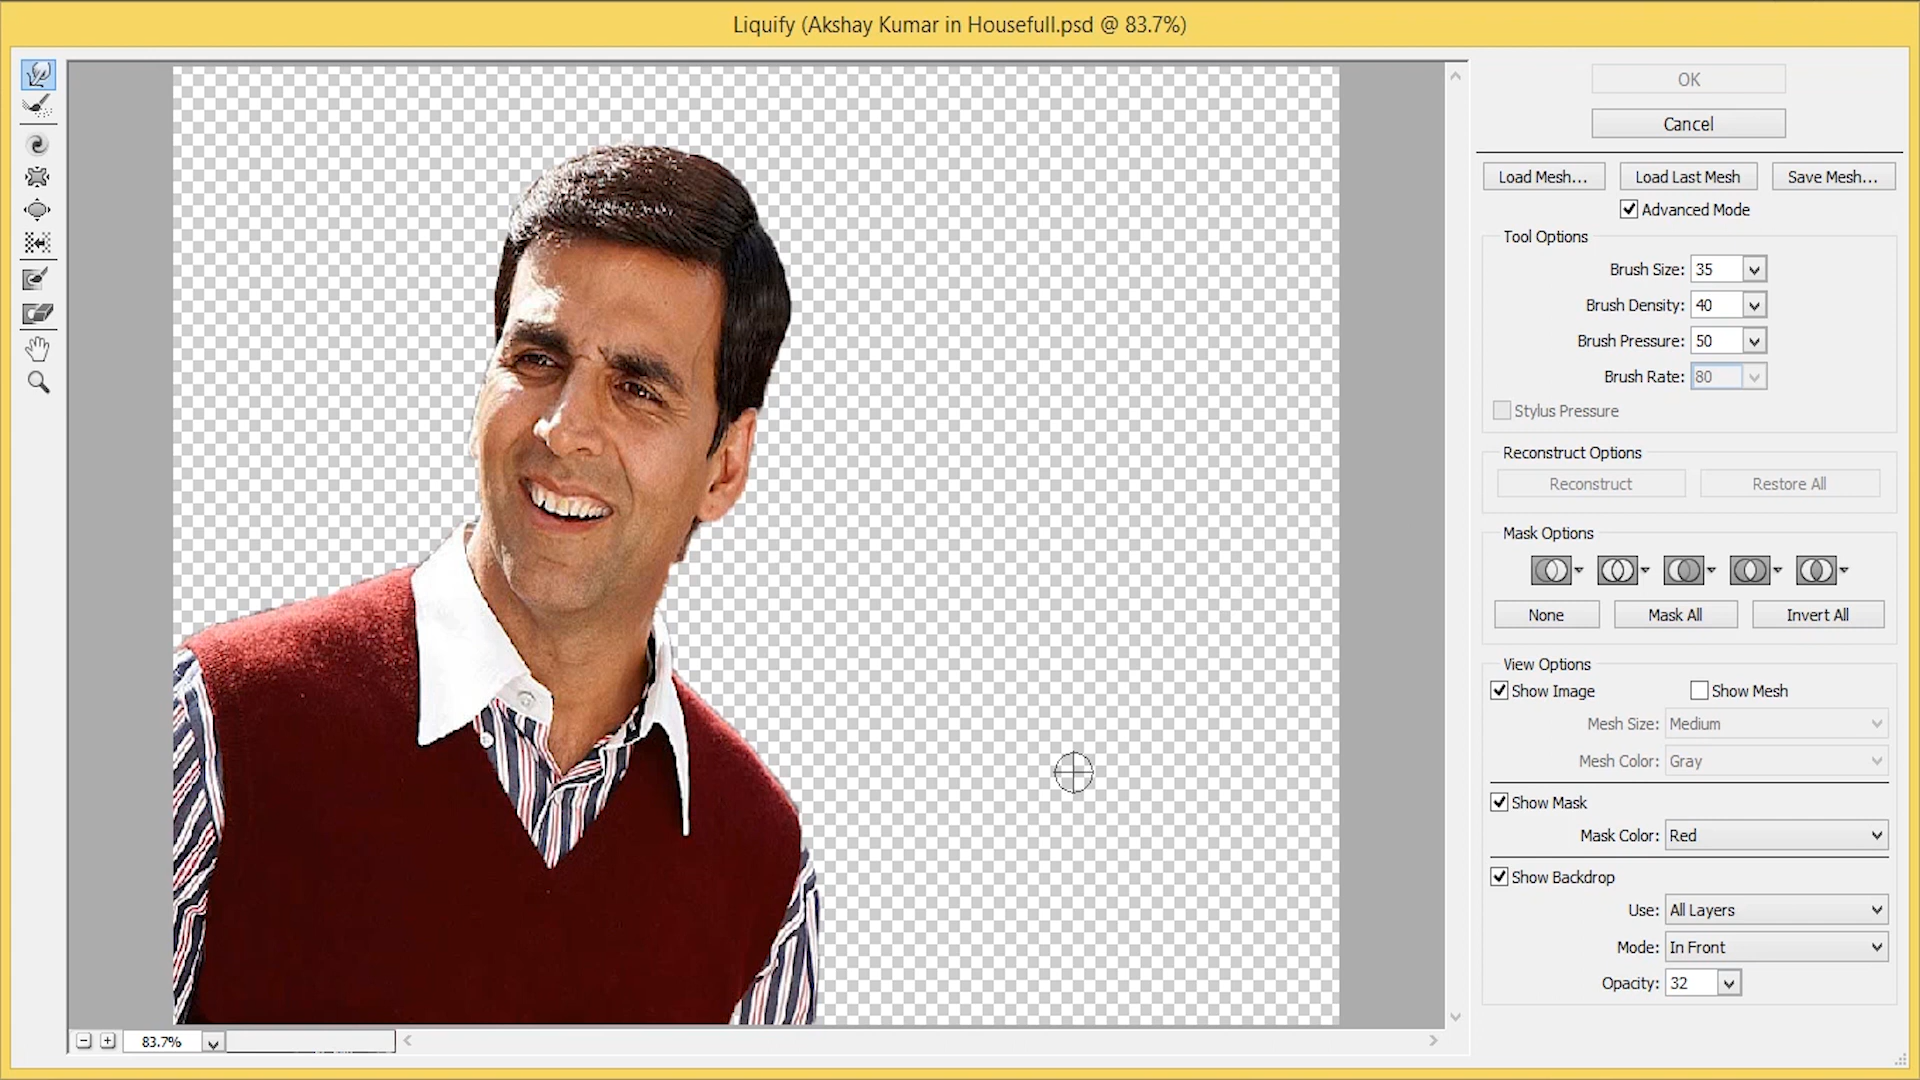 Liquify (Akshay Kumar in Housefull.psd @ 83.7%)
OK
Cancel
Load Mesh...
Load Last Mesh
Save Mesh...
Advanced Mode
Tool Options
Brush Size: 35
Brush Density: 40
Brush Pressure: 50
Brush Rate: 80
Stylus Pressure
Reconstruct Options
Reconstruct
Restore All
Mask Options
None
Mask All
Invert All
View Options
Show Image
Show Mesh
Mesh Size: Medium
Mesh Color: Gray
Show Mask
Mask Color: Red
Show Backdrop
Use: All Layers
Mode: In Front
Opacity: 32
83.7%